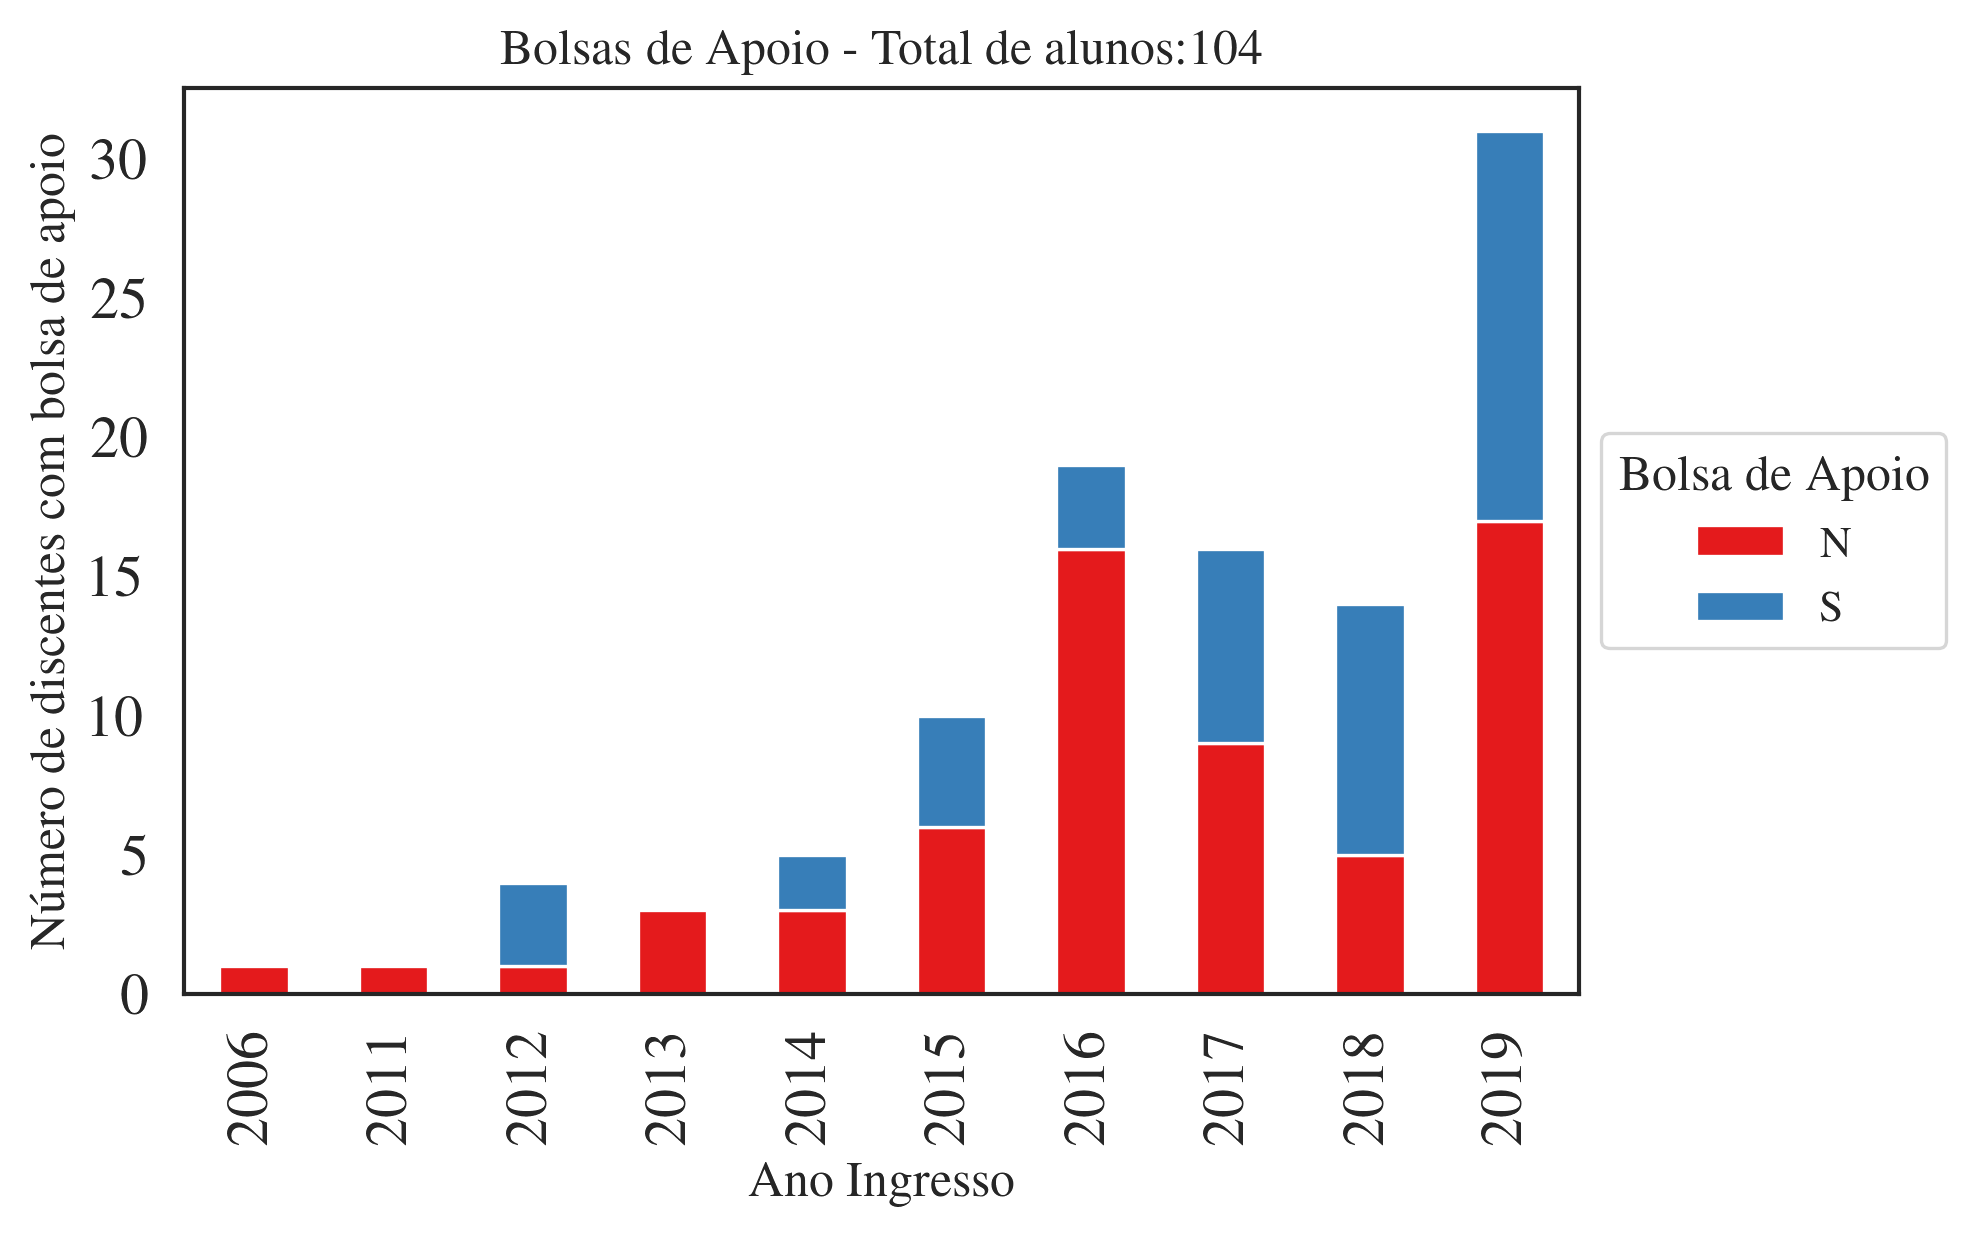 Bolsas de Apoio - Total de alunos:104
Número de discentes com bolsa de apoio
30
25
20
15
10
5
0
2006
2011
2012
2013
2014
2015
2016
2017
2018
2019
Ano Ingresso
Bolsa de Apoio
N
S